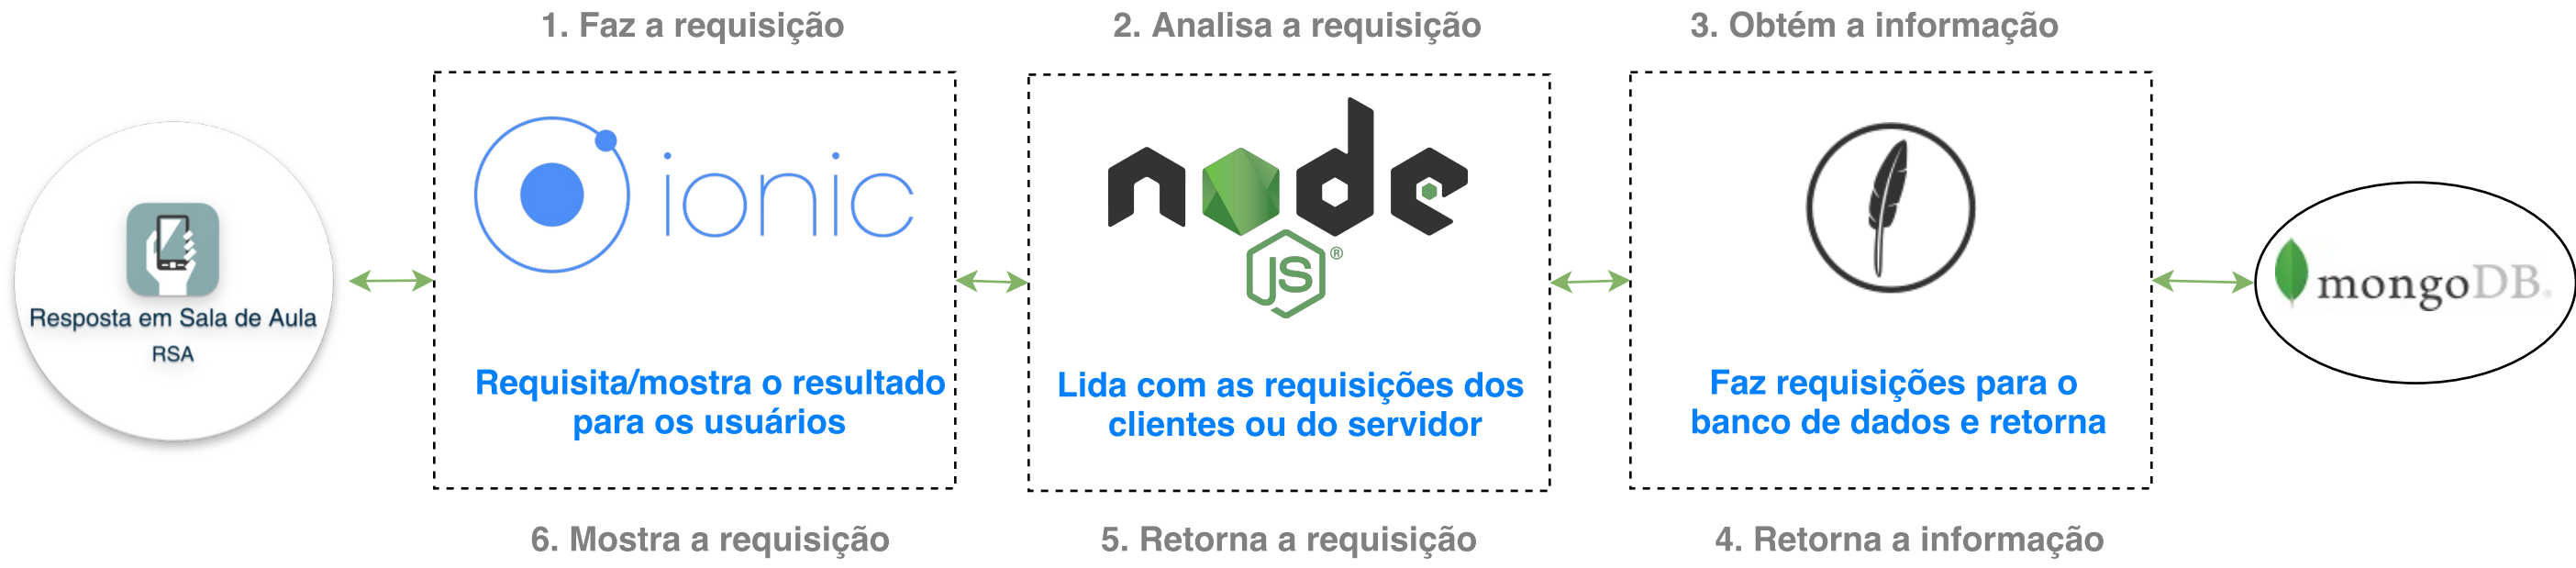 1. Faz a requisição
2. Analisa a requisição
3. Obtém a informação
Resposta em Sala de Aula
RSA
ionic
Requisita/mostra o resultado
para os usuários
node
JS®
Lida com as requisições dos
clientes ou do servidor
Faz requisições para o
banco de dados e retorna
mongoDB®
6. Mostra a requisição
5. Retorna a requisição
4. Retorna a informação